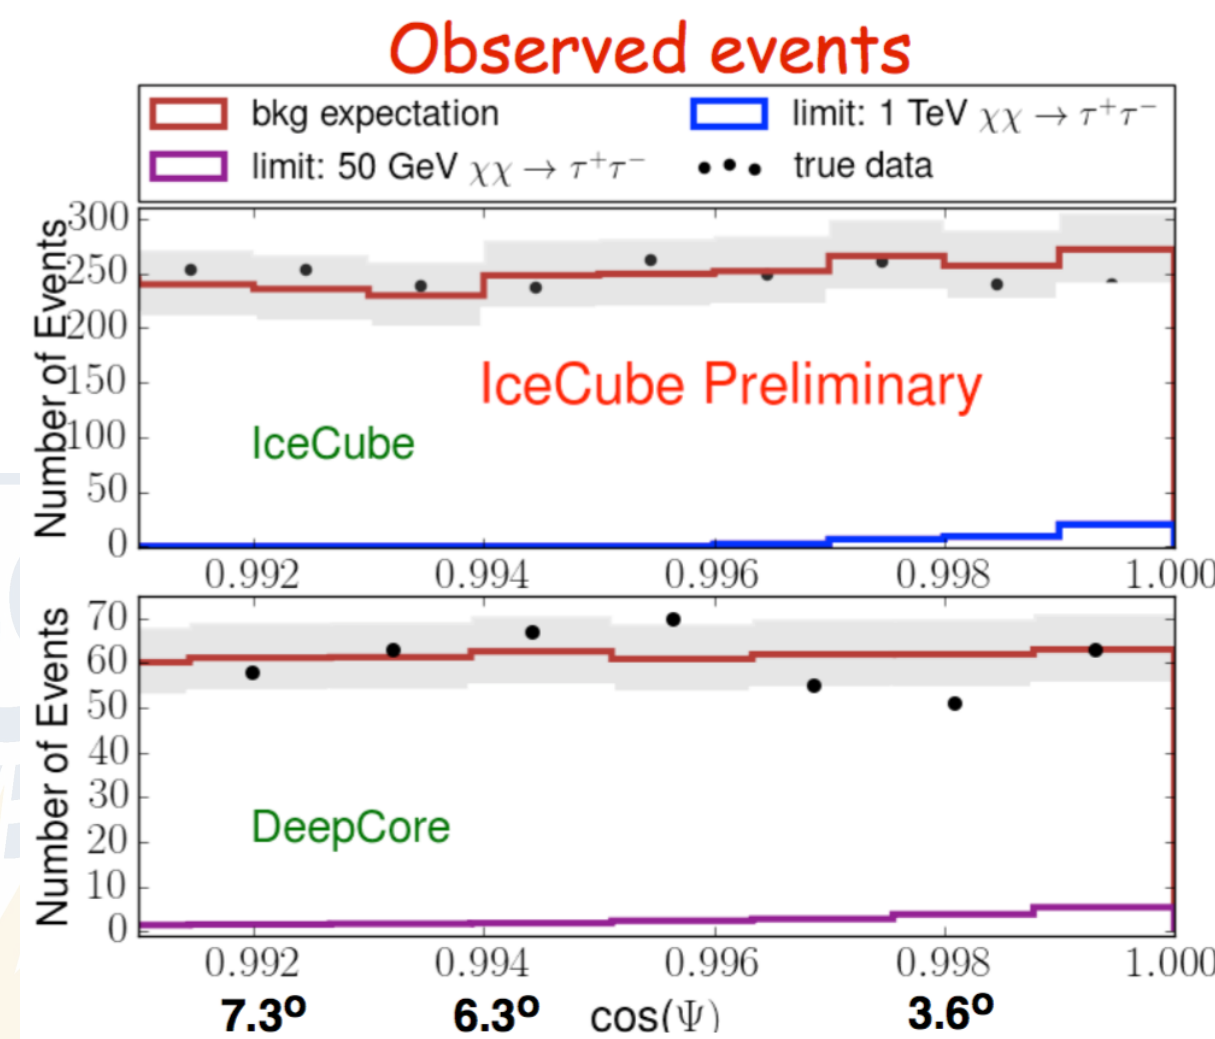 Observed events
bkg expectation
limit: 1 TeV χχ → τ⁺τ⁻
limit: 50 GeV χχ → τ⁺τ⁻
true data
Number of Events
300
250
200
150
100
50
0
IceCube Preliminary
IceCube
0.992 0.994 0.996 0.998 1.000
Number of Events
70
60
50
40
30
20
10
0
DeepCore
0.992 0.994 0.996 0.998 1.000
7.3º 6.3º cos(Ψ) 3.6º